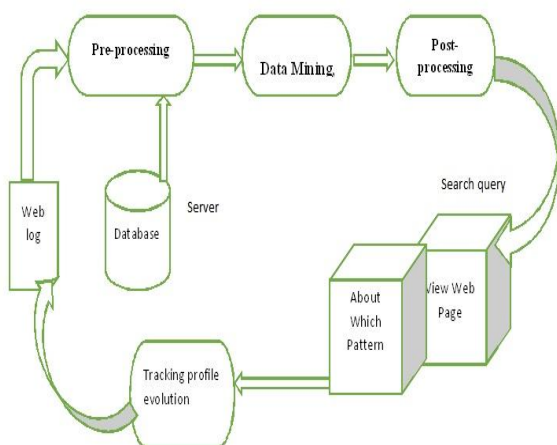 Pre-processing
Data Mining,
Post-
processing
Search query
Web
log
Database
Server
About
Which
Pattern
View Web
Page
Tracking profile
evolution